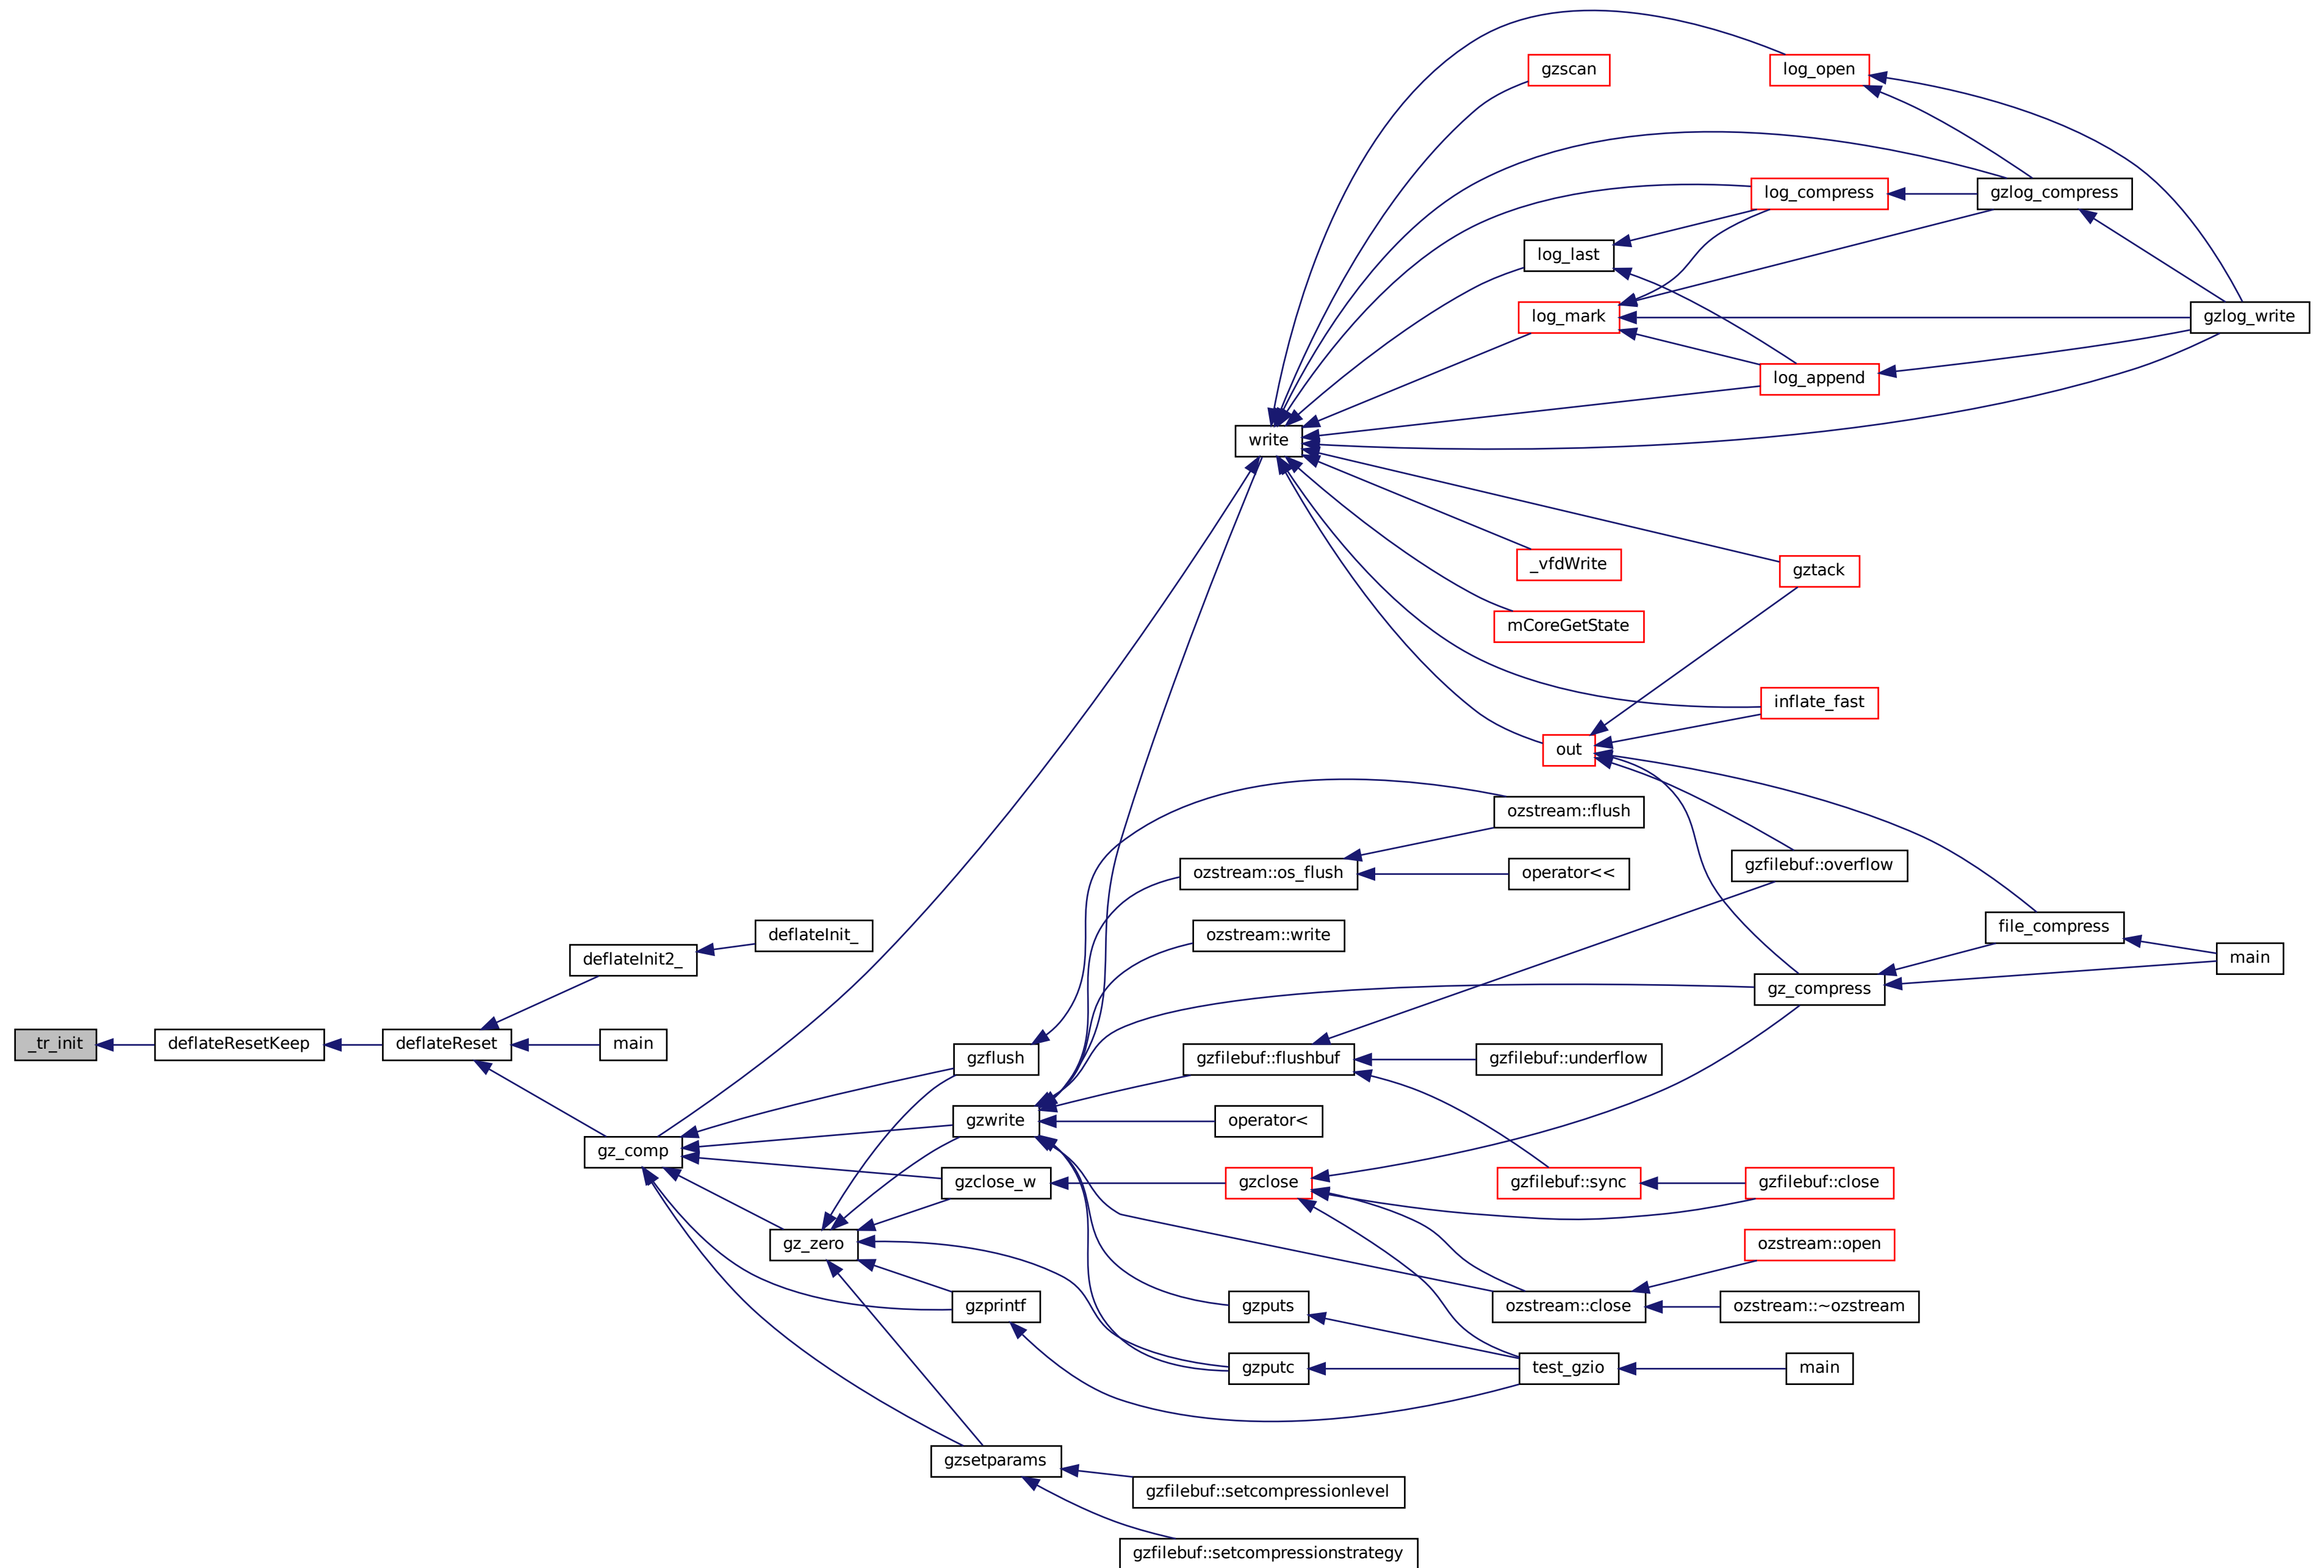 log_open
gzscan
log_compress
gzlog_compress
log_last
log_mark
gzlog_write
log_append
write
_vfdWrite
gztack
mCoreGetState
inflate_fast
out
ozstream::flush
gzfilebuf::overflow
ozstream::os_flush
operator<<
file_compress
deflateInit_
ozstream::write
deflateInit2_
main
gz_compress
_tr_init
deflateResetKeep
deflateReset
main
gzflush
gzfilebuf::flushbuf
gzfilebuf::underflow
gzwrite
operator<
gz_comp
gzclose_w
gzclose
gzfilebuf::sync
gzfilebuf::close
gz_zero
ozstream::open
gzprintf
gzputs
ozstream::close
ozstream::~ozstream
gzputc
test_gzio
main
gzsetparams
gzfilebuf::setcompressionlevel
gzfilebuf::setcompressionstrategy